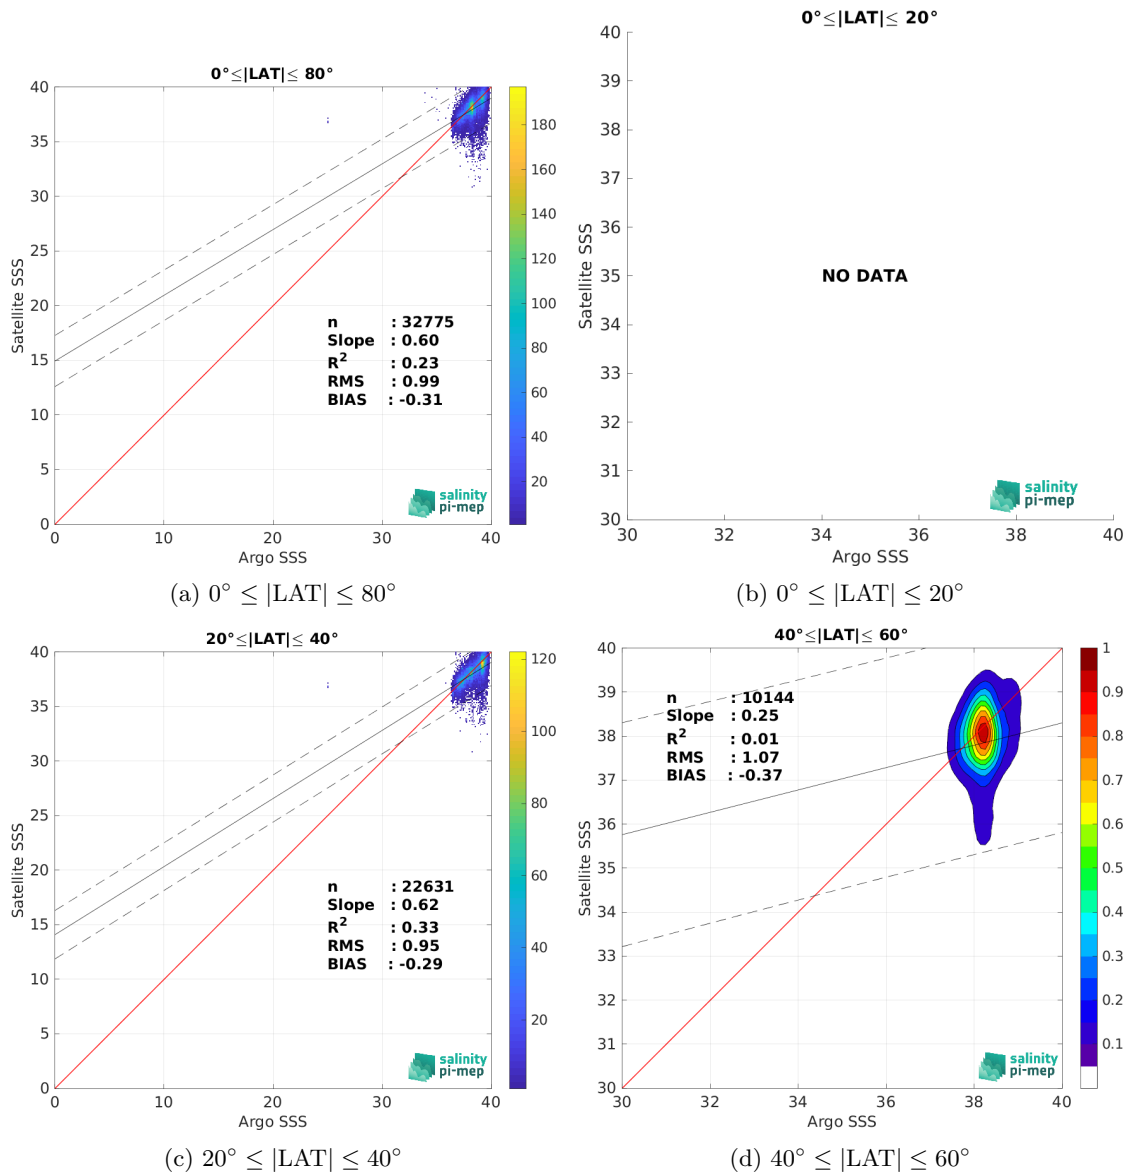 0°≤|LAT|≤ 80°
40
35
30
25
20
15
10
5
0
0
10
20
30
40
Satellite SSS
Argo SSS
n : 32775
Slope : 0.60
R² : 0.23
RMS : 0.99
BIAS : -0.31
salinity
pi-mep
180
160
140
120
100
80
60
40
20
(a) 0° ≤ |LAT| ≤ 80°
0°≤|LAT|≤ 20°
40
39
38
37
36
35
34
33
32
31
30
30
32
34
36
38
40
Satellite SSS
Argo SSS
NO DATA
salinity
pi-mep
(b) 0° ≤ |LAT| ≤ 20°
20°≤|LAT|≤ 40°
40
35
30
25
20
15
10
5
0
0
10
20
30
40
Satellite SSS
Argo SSS
n : 22631
Slope : 0.62
R² : 0.33
RMS : 0.95
BIAS : -0.29
salinity
pi-mep
120
100
80
60
40
20
(c) 20° ≤ |LAT| ≤ 40°
40°≤|LAT|≤ 60°
40
39
38
37
36
35
34
33
32
31
30
30
32
34
36
38
40
Satellite SSS
Argo SSS
n : 10144
Slope : 0.25
R² : 0.01
RMS : 1.07
BIAS : -0.37
salinity
pi-mep
1
0.9
0.8
0.7
0.6
0.5
0.4
0.3
0.2
0.1
(d) 40° ≤ |LAT| ≤ 60°